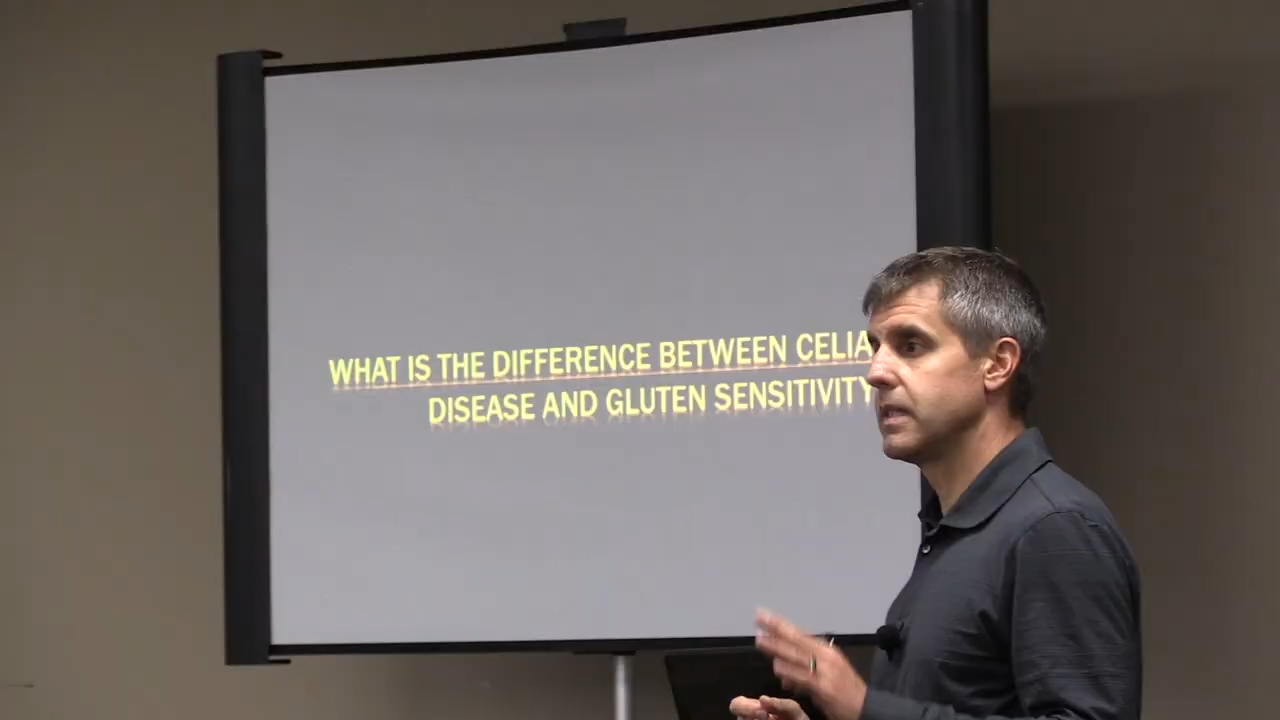 WHAT IS THE DIFFERENCE BETWEEN CELIA
DISEASE AND GLUTEN SENSITIVITY